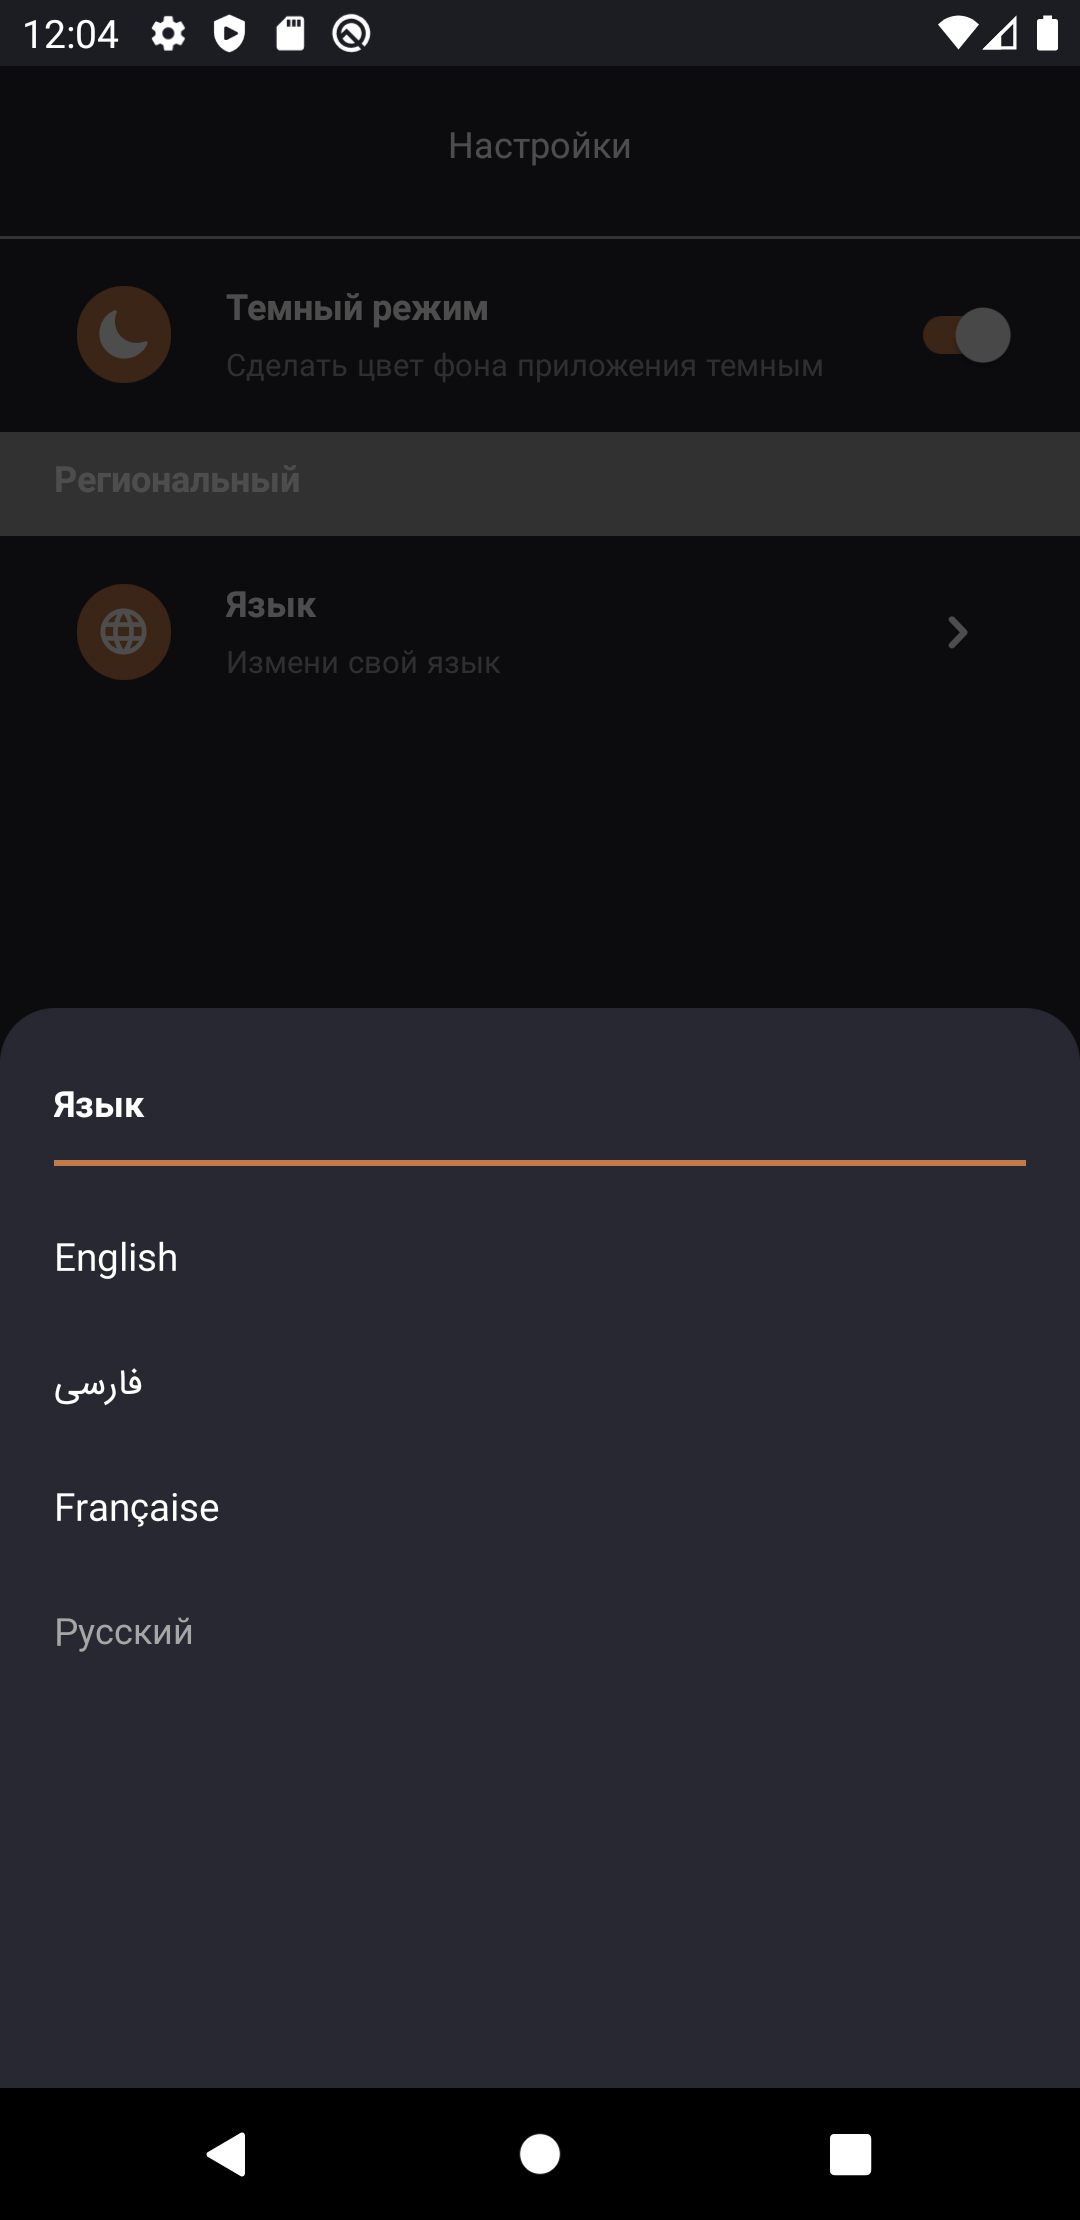 12:04
Настройки
Темный режим
Сделать цвет фона приложения темным
Региональный
Язык
Измени свой язык
Язык
English
فارسی
Française
Русский